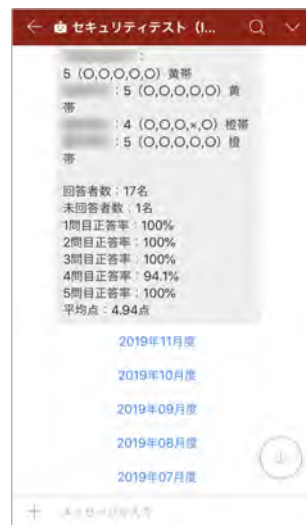 ← セキュリティテスト (I...
:
5 (O,O,O,O,O) 黄帯
: 5 (O,O,O,O,O) 黄
帯
: 4 (O,O,O,×,O) 橙帯
: 5 (O,O,O,O,O) 橙
帯
回答者数:17名
未回答者数:1名
1問目正答率:100%
2問目正答率:100%
3問目正答率:100%
4問目正答率:94.1%
5問目正答率:100%
平均点:4.94点
2019年11月度
2019年10月度
2019年09月度
2019年08月度
2019年07月度
メッセージを入力